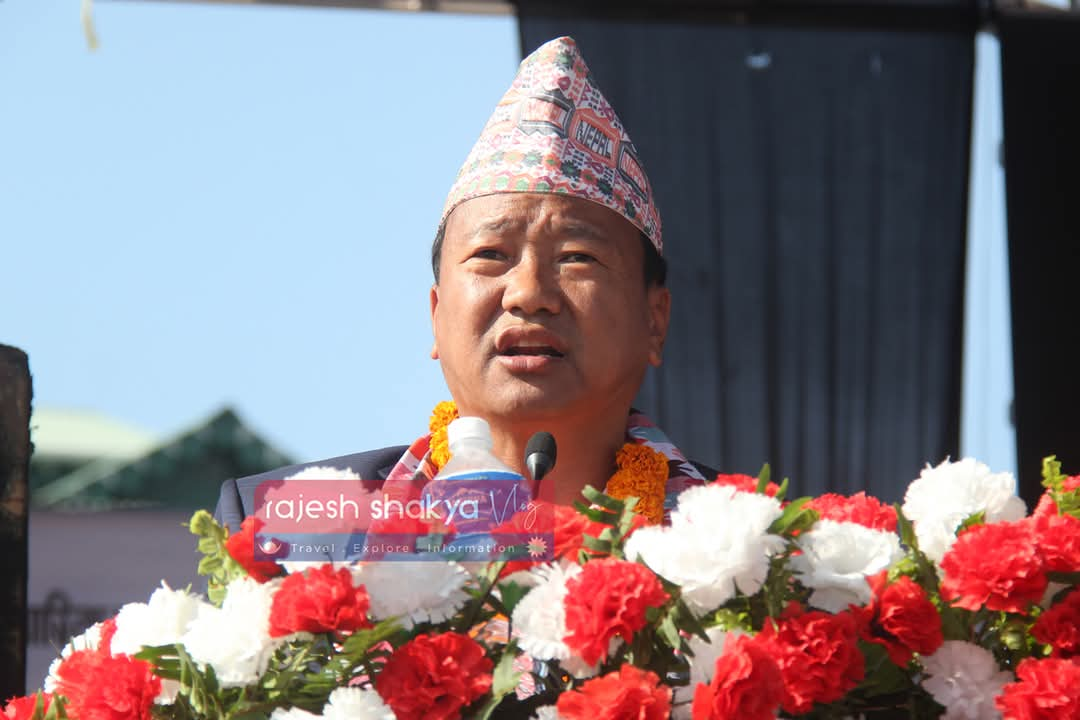 NEPAL
rajesh shakya Vlog
Travel . Explore . Information